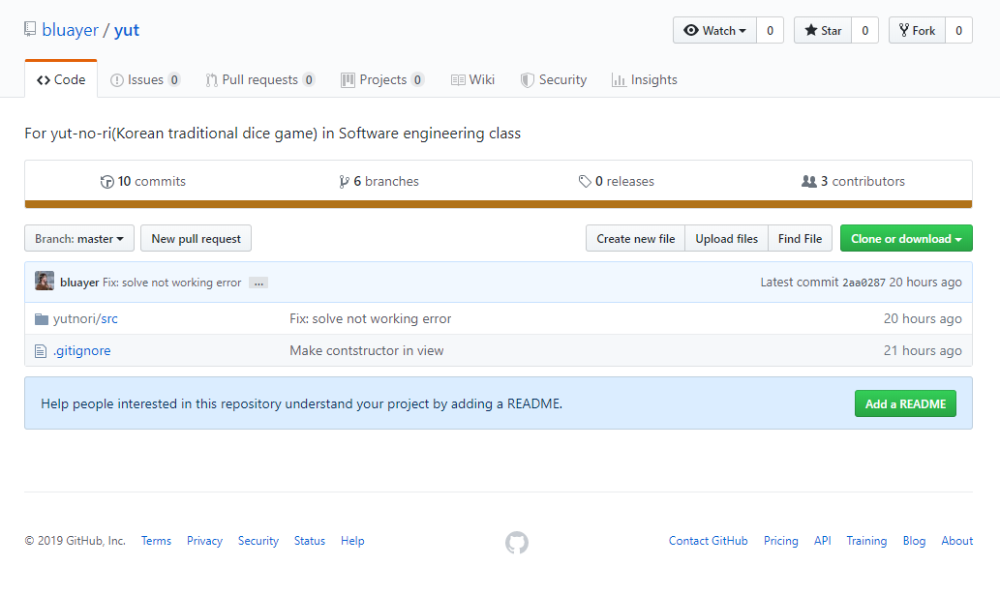 bluayer / yut
Watch 0 Star 0 Fork 0
Code Issues 0 Pull requests 0 Projects 0 Wiki Security Insights
For yut-no-ri(Korean traditional dice game) in Software engineering class
10 commits 6 branches 0 releases 3 contributors
Branch: master New pull request Create new file Upload files Find File Clone or download
bluayer Fix: solve not working error ... Latest commit 2aa0287 20 hours ago
yutnori/src Fix: solve not working error 20 hours ago
.gitignore Make contstructor in view 21 hours ago
Help people interested in this repository understand your project by adding a README. Add a README
© 2019 GitHub, Inc. Terms Privacy Security Status Help Contact GitHub Pricing API Training Blog About